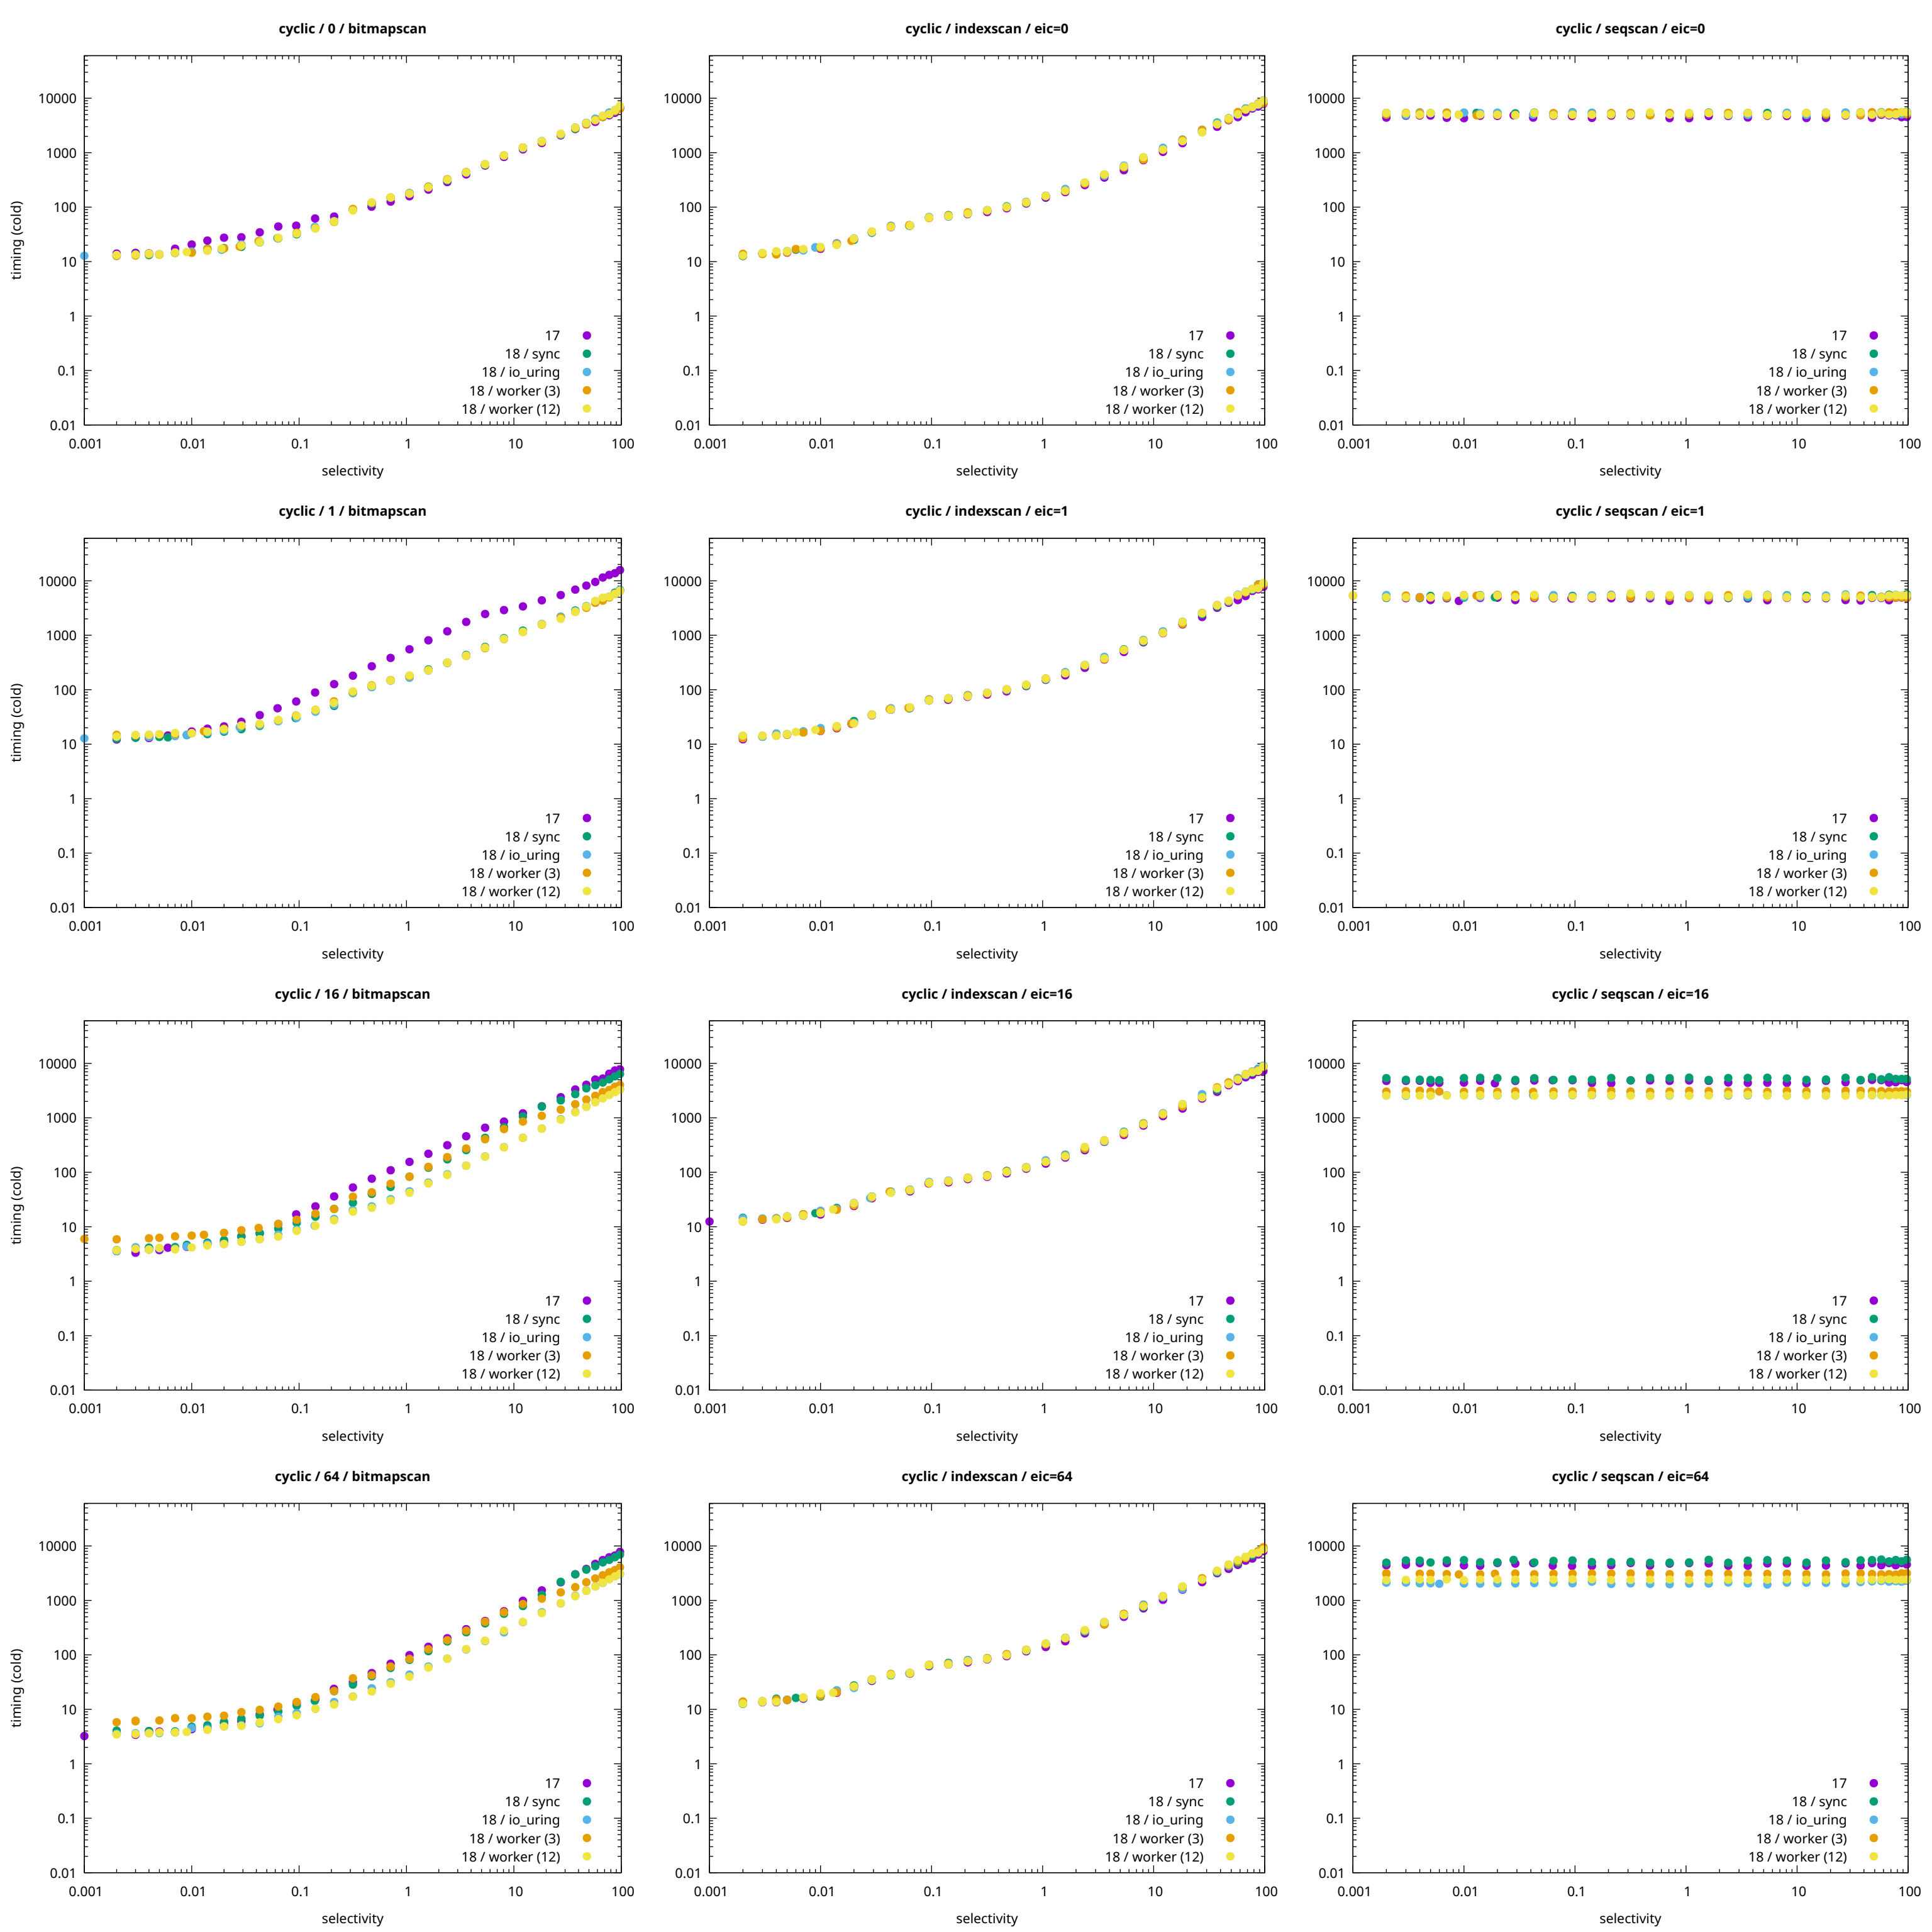 cyclic / 0 / bitmapscan
10000
1000
100
10
1
0.1
0.01
timing (cold)
17
18 / sync
18 / io_uring
18 / worker (3)
18 / worker (12)
0.001 0.01 0.1 1 10 100
selectivity
cyclic / indexscan / eic=0
10000
1000
100
10
1
0.1
0.01
17
18 / sync
18 / io_uring
18 / worker (3)
18 / worker (12)
0.001 0.01 0.1 1 10 100
selectivity
cyclic / seqscan / eic=0
10000
1000
100
10
1
0.1
0.01
17
18 / sync
18 / io_uring
18 / worker (3)
18 / worker (12)
0.001 0.01 0.1 1 10 100
selectivity
cyclic / 1 / bitmapscan
10000
1000
100
10
1
0.1
0.01
timing (cold)
17
18 / sync
18 / io_uring
18 / worker (3)
18 / worker (12)
0.001 0.01 0.1 1 10 100
selectivity
cyclic / indexscan / eic=1
10000
1000
100
10
1
0.1
0.01
17
18 / sync
18 / io_uring
18 / worker (3)
18 / worker (12)
0.001 0.01 0.1 1 10 100
selectivity
cyclic / seqscan / eic=1
10000
1000
100
10
1
0.1
0.01
17
18 / sync
18 / io_uring
18 / worker (3)
18 / worker (12)
0.001 0.01 0.1 1 10 100
selectivity
cyclic / 16 / bitmapscan
10000
1000
100
10
1
0.1
0.01
timing (cold)
17
18 / sync
18 / io_uring
18 / worker (3)
18 / worker (12)
0.001 0.01 0.1 1 10 100
selectivity
cyclic / indexscan / eic=16
10000
1000
100
10
1
0.1
0.01
17
18 / sync
18 / io_uring
18 / worker (3)
18 / worker (12)
0.001 0.01 0.1 1 10 100
selectivity
cyclic / seqscan / eic=16
10000
1000
100
10
1
0.1
0.01
17
18 / sync
18 / io_uring
18 / worker (3)
18 / worker (12)
0.001 0.01 0.1 1 10 100
selectivity
cyclic / 64 / bitmapscan
10000
1000
100
10
1
0.1
0.01
timing (cold)
17
18 / sync
18 / io_uring
18 / worker (3)
18 / worker (12)
0.001 0.01 0.1 1 10 100
selectivity
cyclic / indexscan / eic=64
10000
1000
100
10
1
0.1
0.01
17
18 / sync
18 / io_uring
18 / worker (3)
18 / worker (12)
0.001 0.01 0.1 1 10 100
selectivity
cyclic / seqscan / eic=64
10000
1000
100
10
1
0.1
0.01
17
18 / sync
18 / io_uring
18 / worker (3)
18 / worker (12)
0.001 0.01 0.1 1 10 100
selectivity